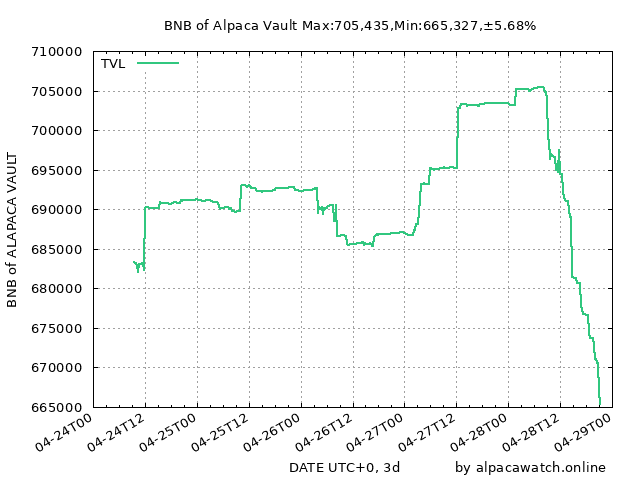 BNB of Alpaca Vault Max:705,435,Min:665,327,±5.68%
TVL
710000
705000
700000
695000
690000
685000
680000
675000
670000
665000
BNB of ALAPACA VAULT
04-24T00
04-24T12
04-25T00
04-25T12
04-26T00
04-26T12
04-27T00
04-27T12
04-28T00
04-28T12
04-29T00
DATE UTC+0, 3d
by alpacawatch.online